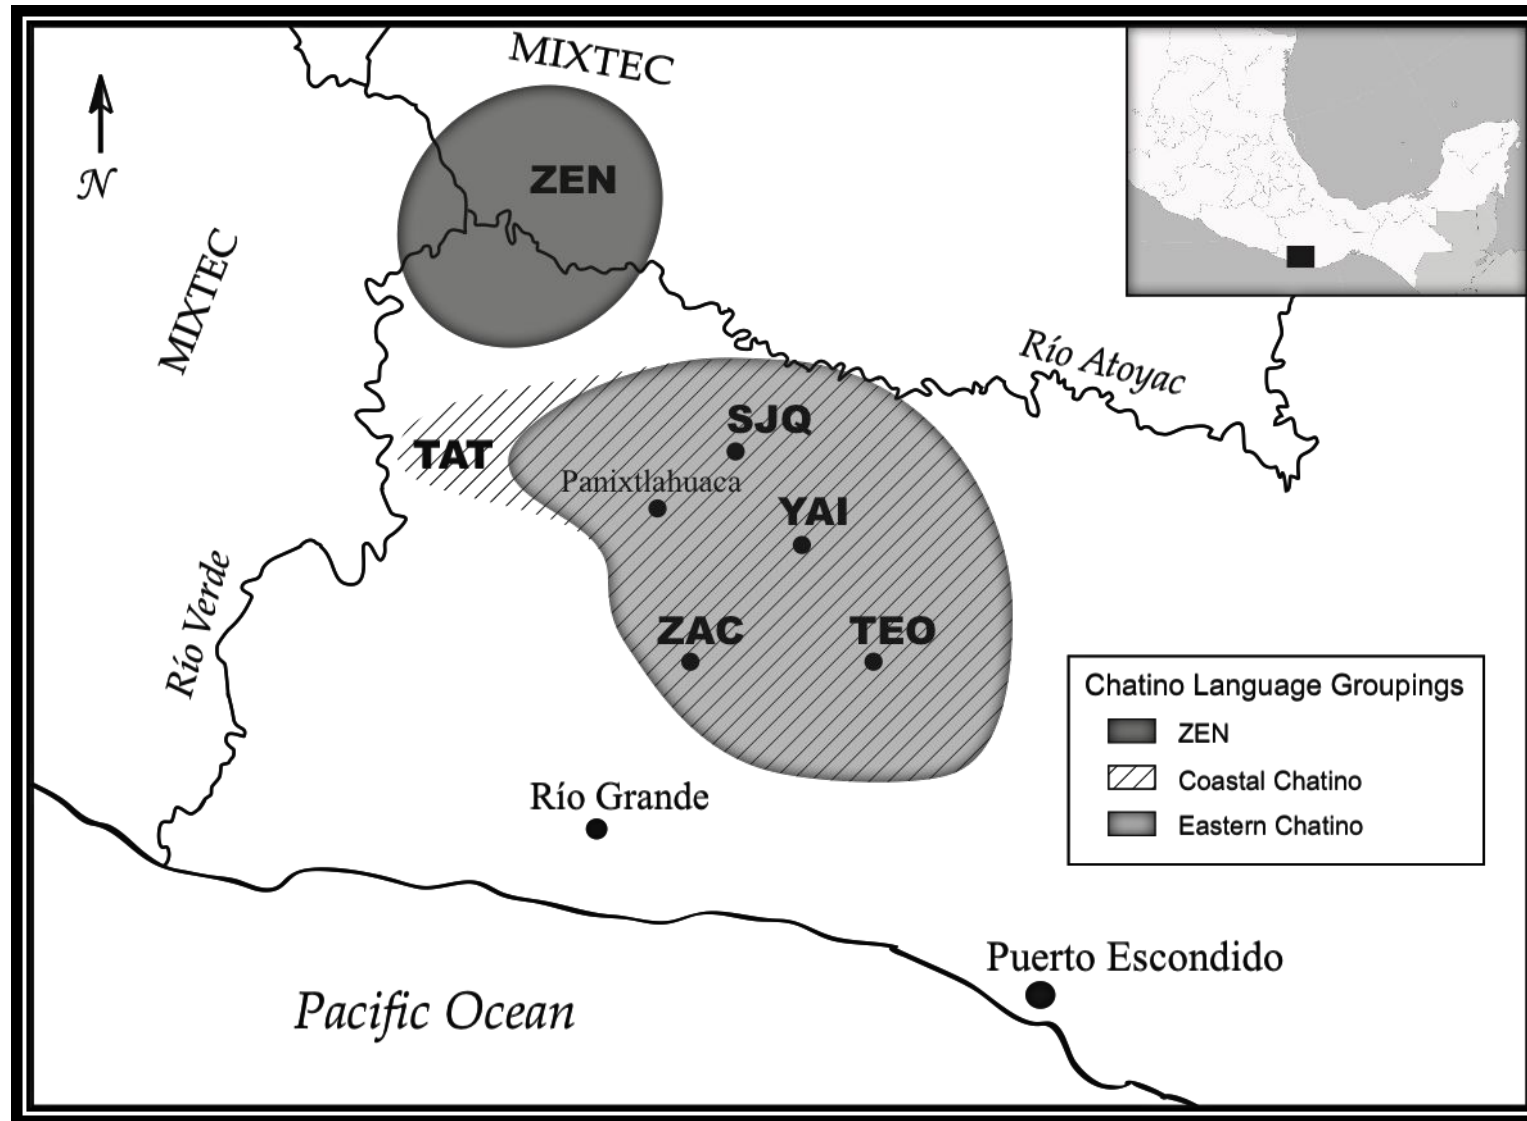 MIXTEC
N
ZEN
MIXTEC
Río Atoyac
SJQ
TAT
Panixtlahuaca
YAI
Río Verde
ZAC
TEO
Chatino Language Groupings
ZEN
Coastal Chatino
Eastern Chatino
Río Grande
Puerto Escondido
Pacific Ocean